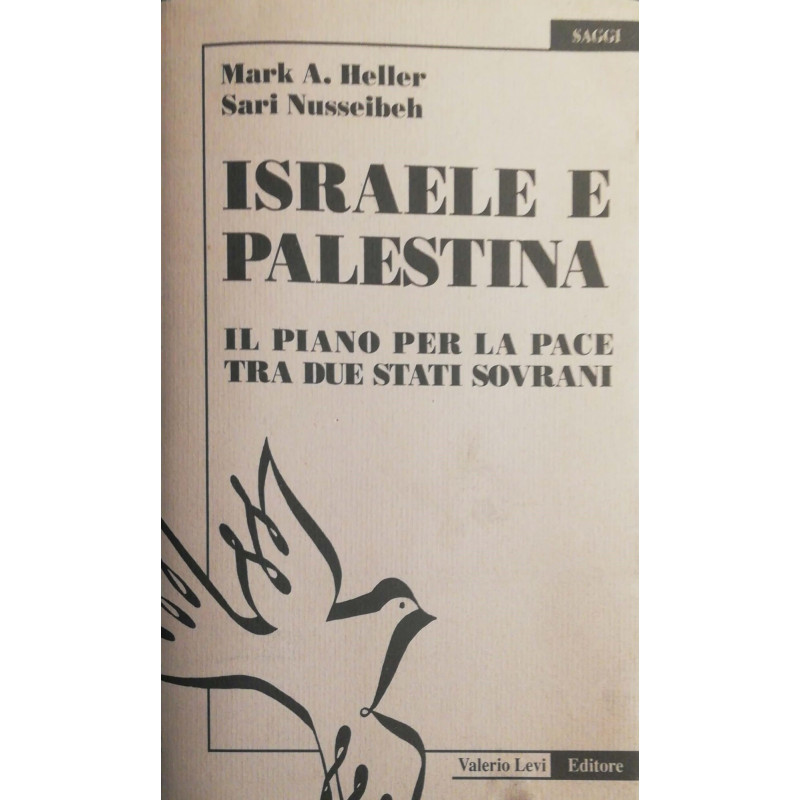 SAGGI
Mark A. Heller
Sari Nusseibeh
ISRAELE E
PALESTINA
IL PIANO PER LA PACE
TRA DUE STATI SOVRANI
Valerio Levi Editore